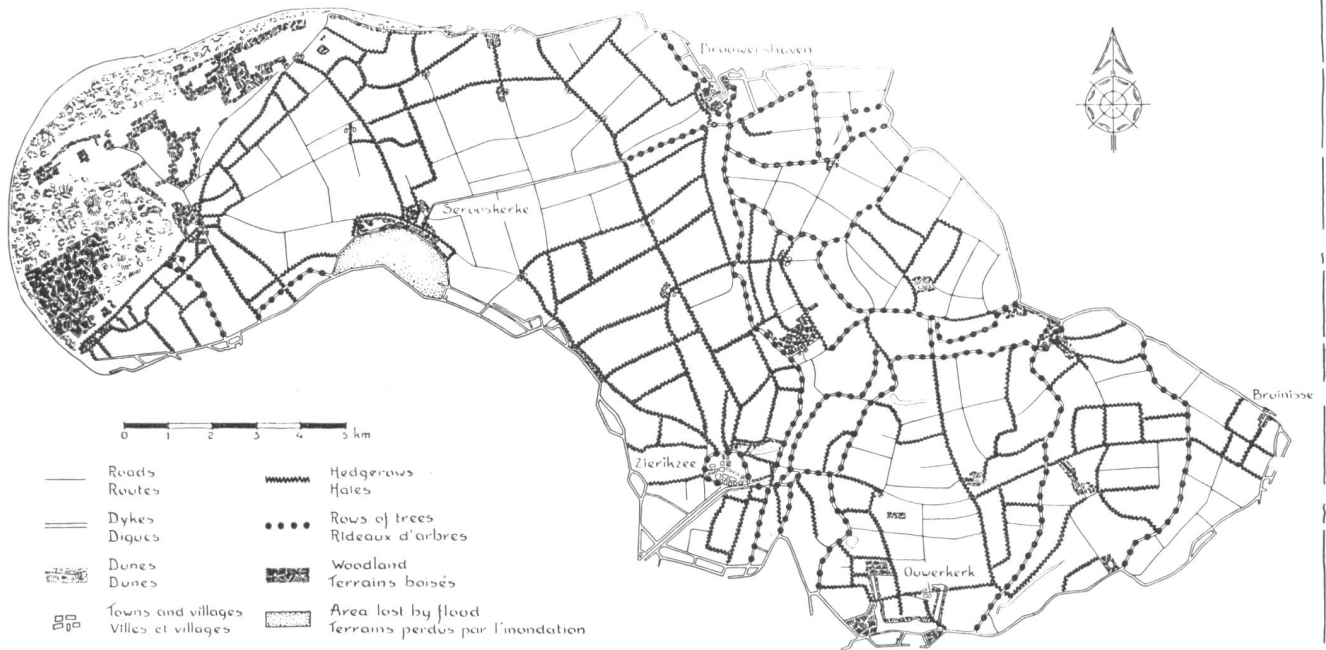 Brouwershaven
Serooskerke
Bruinisse
Zierikzee
Ouwerkerk
0 1 2 3 4 5 km
Roads
Routes
Dykes
Digues
Dunes
Dunes
Towns and villages
Villes et villages
Hedgerows
Haies
Rows of trees
Rideaux d'arbres
Woodland
Terrains boisés
Area lost by flood
Terrains perdus par l'inondation